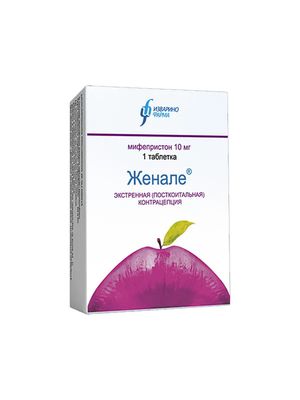 ИЗВАРИНО
ФАРМА
мифепристон 10 мг
1 таблетка
Женале®
ЭКСТРЕННАЯ (ПОСТКОИТАЛЬНАЯ)
КОНТРАЦЕПЦИЯ